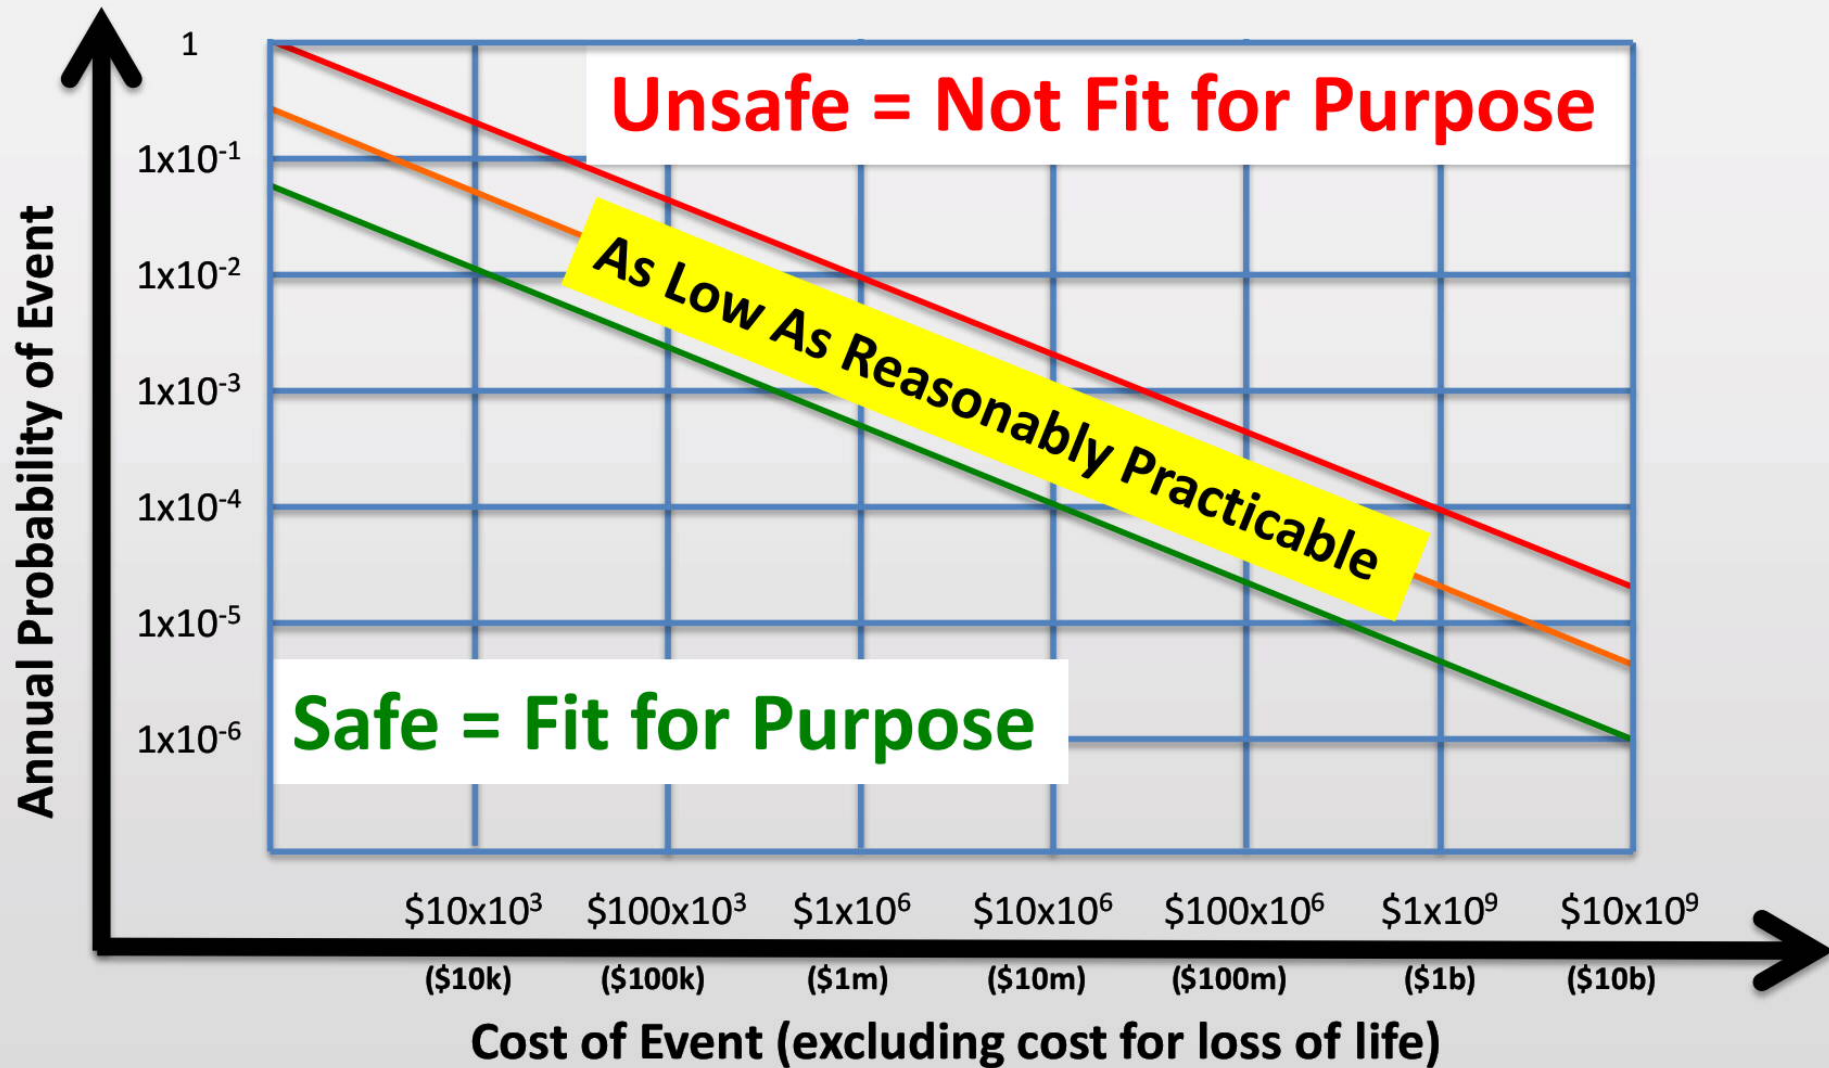 Annual Probability of Event
1
1x10⁻¹
1x10⁻²
1x10⁻³
1x10⁻⁴
1x10⁻⁵
1x10⁻⁶
Unsafe = Not Fit for Purpose
As Low As Reasonably Practicable
Safe = Fit for Purpose
$10x10³ $100x10³ $1x10⁶ $10x10⁶ $100x10⁶ $1x10⁹ $10x10⁹
($10k) ($100k) ($1m) ($10m) ($100m) ($1b) ($10b)
Cost of Event (excluding cost for loss of life)